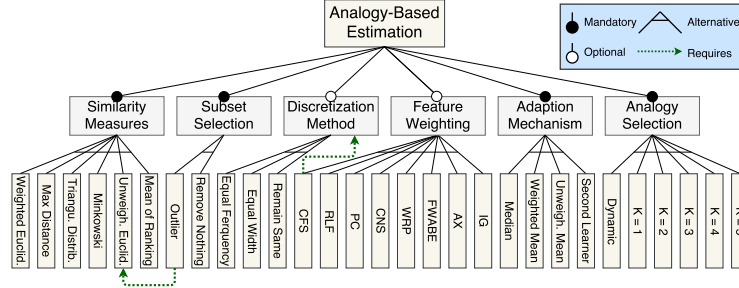 Analogy-Based
Estimation
Mandatory
Alternative
Optional
Requires
Similarity
Measures
Subset
Selection
Discretization
Method
Feature
Weighting
Adaption
Mechanism
Analogy
Selection
Weighted Euclid.
Max Distance
Triangu. Distrib.
Minkowski
Unweigh. Euclid.
Mean of Ranking
Outlier
Remove Nothing
Equal Ferquency
Equal Width
Remain Same
CFS
RLF
PC
CNS
WRP
FWABE
AX
IG
Median
Weighted Mean
Unweigh. Mean
Second Learner
Dynamic
K = 1
K = 2
K = 3
K = 4